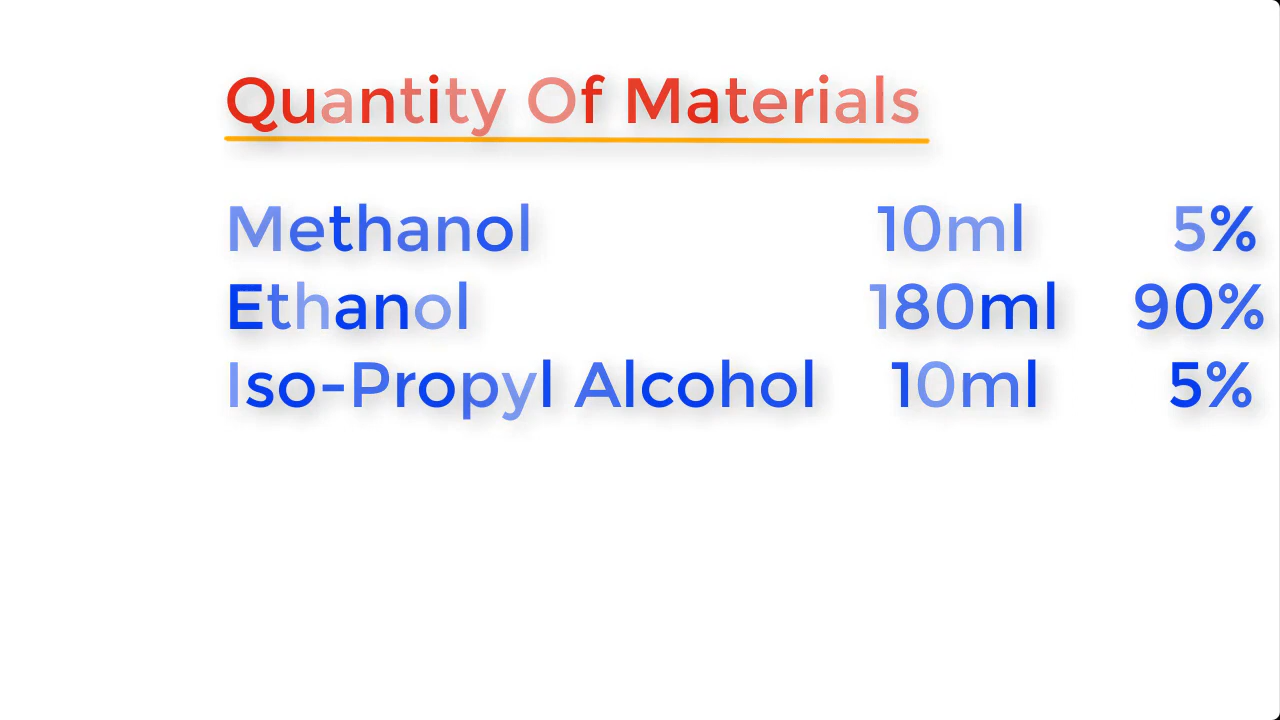 Quantity Of Materials
Methanol 10ml 5%
Ethanol 180ml 90%
Iso-Propyl Alcohol 10ml 5%